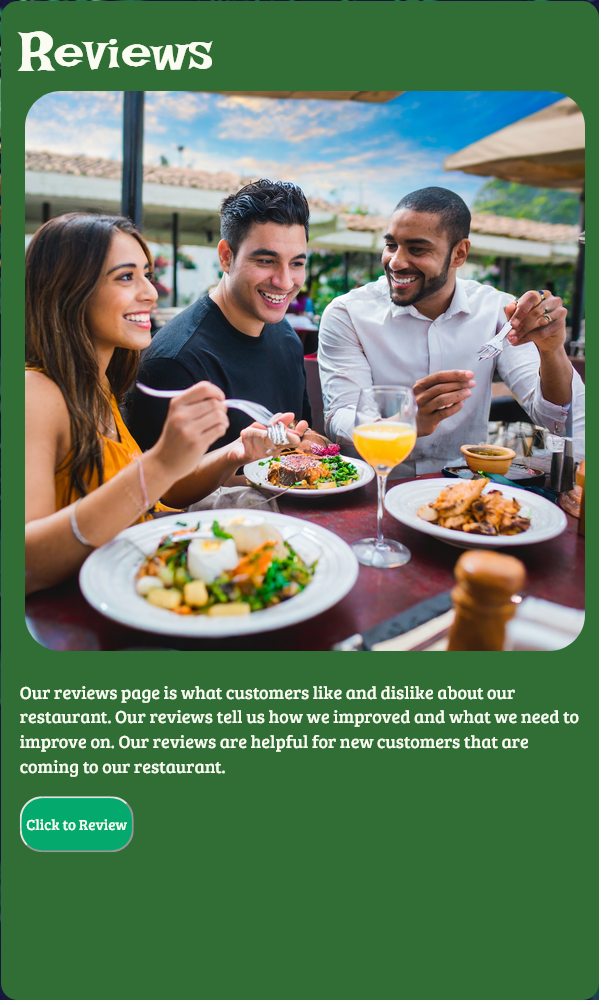 Reviews
Our reviews page is what customers like and dislike about our
restaurant. Our reviews tell us how we improved and what we need to
improve on. Our reviews are helpful for new customers that are
coming to our restaurant.
Click to Review